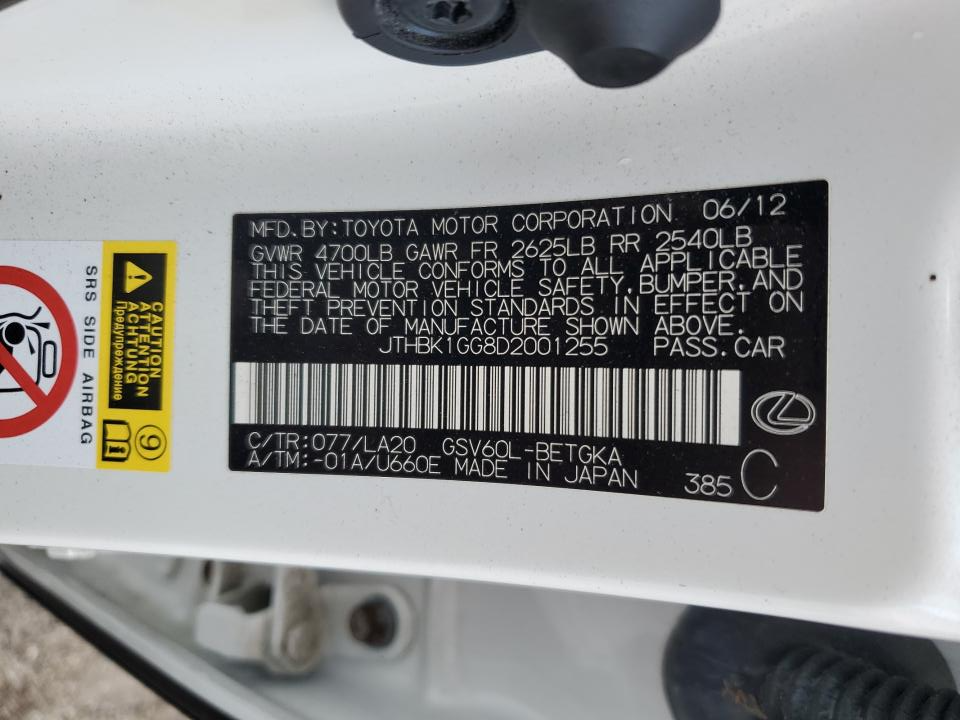 MFD.BY:TOYOTA MOTOR CORPORATION 06/12
GVWR 4700LB GAWR FR 2625LB RR 2540LB
THIS VEHICLE CONFORMS TO ALL APPLICABLE
FEDERAL MOTOR VEHICLE SAFETY,BUMPER,AND
THEFT PREVENTION STANDARDS IN EFFECT ON
THE DATE OF MANUFACTURE SHOWN ABOVE.
JTHBK1GG8D2001255 PASS.CAR
C/TR:077/LA20 GSV60L-BETGKA
A/TM:-01A/U660E MADE IN JAPAN 385 C
CAUTION
ATTENTION
ACHTUNG
Предупреждение
SRS SIDE AIRBAG
9